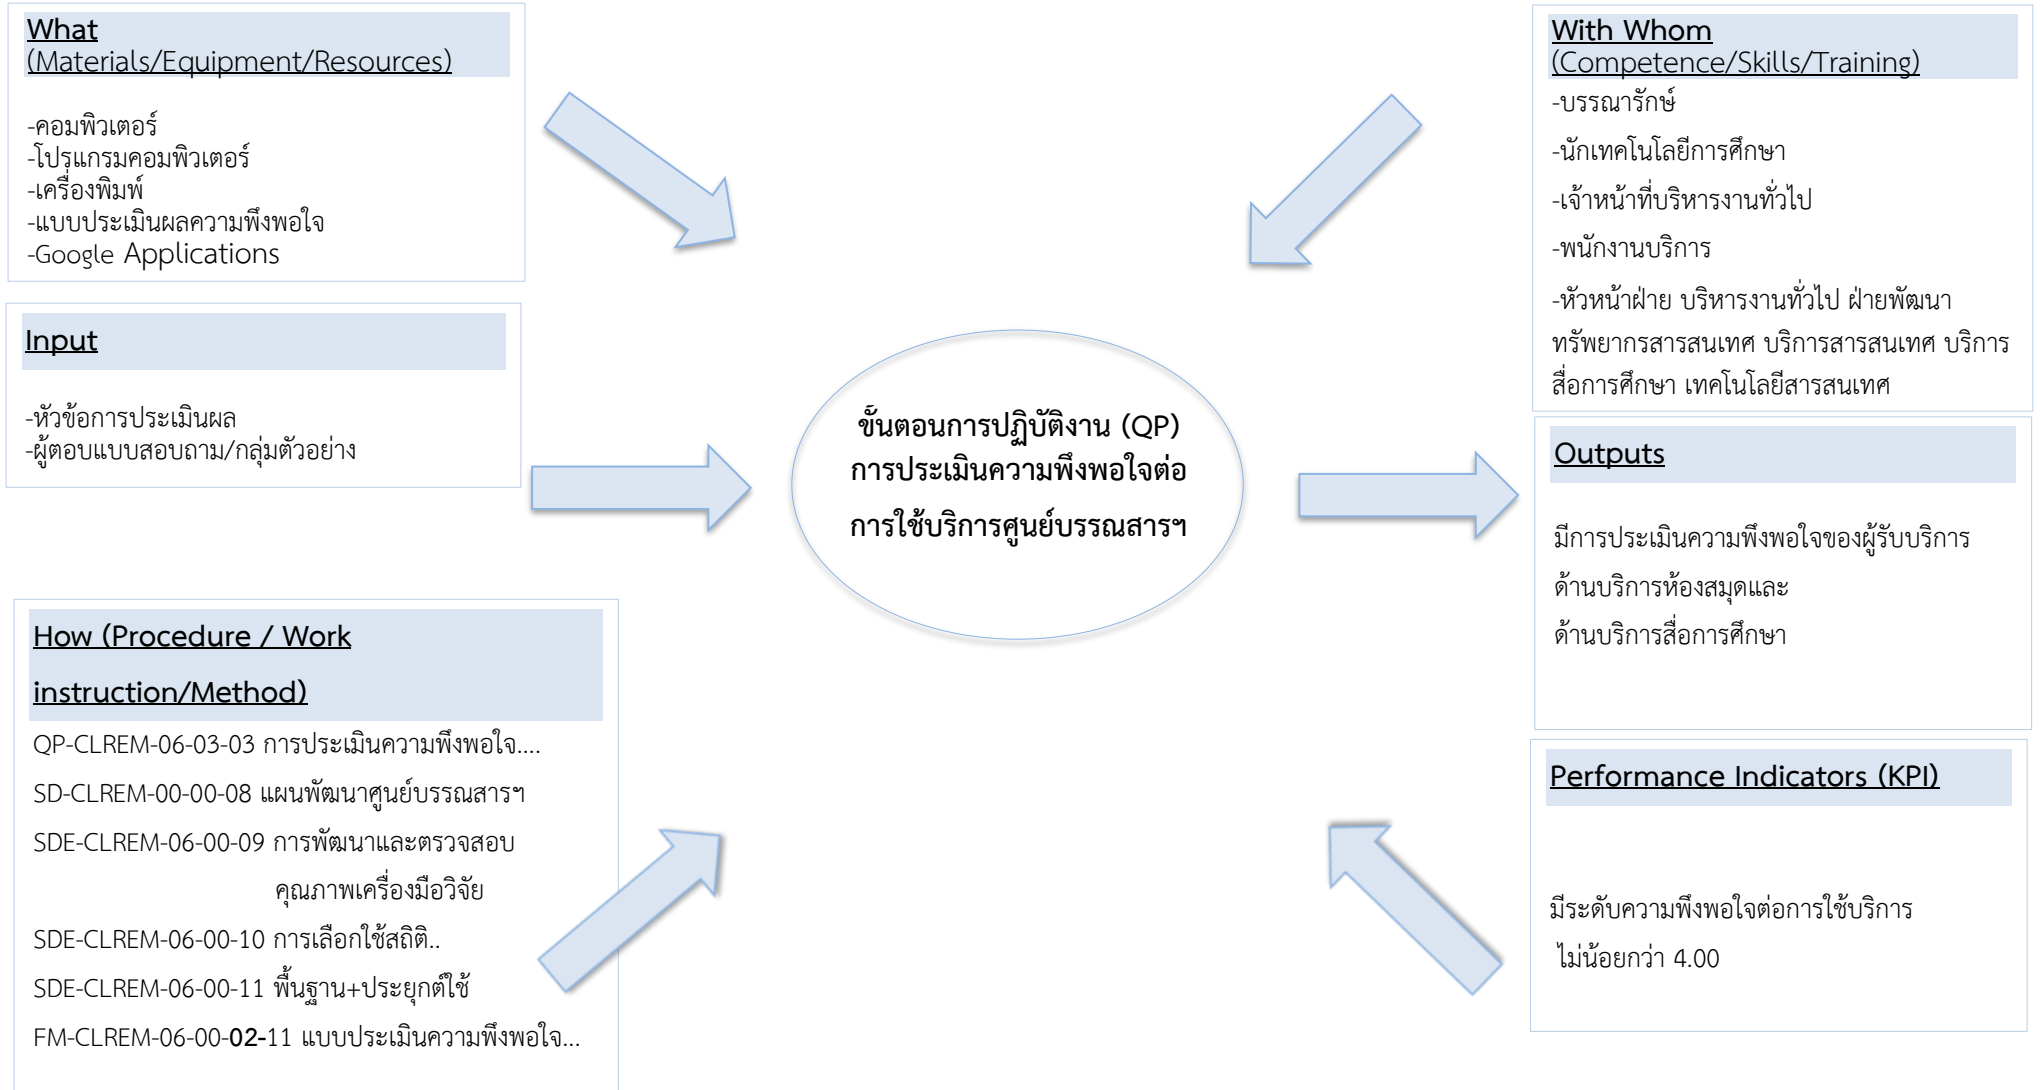 What
(Materials/Equipment/Resources)
-คอมพิวเตอร์
-โปรแกรมคอมพิวเตอร์
-เครื่องพิมพ์
-แบบประเมินผลความพึงพอใจ
-Google Applications
Input
-หัวข้อการประเมินผล
-ผู้ตอบแบบสอบถาม/กลุ่มตัวอย่าง
How (Procedure / Work
instruction/Method)
QP-CLREM-06-03-03 การประเมินความพึงพอใจ....
SD-CLREM-00-00-08 แผนพัฒนาศูนย์บรรณสารฯ
SDE-CLREM-06-00-09 การพัฒนาและตรวจสอบ
คุณภาพเครื่องมือวิจัย
SDE-CLREM-06-00-10 การเลือกใช้สถิติ..
SDE-CLREM-06-00-11 พื้นฐาน+ประยุกต์ใช้
FM-CLREM-06-00-02-11 แบบประเมินความพึงพอใจ...
ขั้นตอนการปฏิบัติงาน (QP)
การประเมินความพึงพอใจต่อ
การใช้บริการศูนย์บรรณสารฯ
With Whom
(Competence/Skills/Training)
-บรรณารักษ์
-นักเทคโนโลยีการศึกษา
-เจ้าหน้าที่บริหารงานทั่วไป
-พนักงานบริการ
-หัวหน้าฝ่าย บริหารงานทั่วไป ฝ่ายพัฒนา
ทรัพยากรสารสนเทศ บริการสารสนเทศ บริการ
สื่อการศึกษา เทคโนโลยีสารสนเทศ
Outputs
มีการประเมินความพึงพอใจของผู้รับบริการ
ด้านบริการห้องสมุดและ
ด้านบริการสื่อการศึกษา
Performance Indicators (KPI)
มีระดับความพึงพอใจต่อการใช้บริการ
ไม่น้อยกว่า 4.00